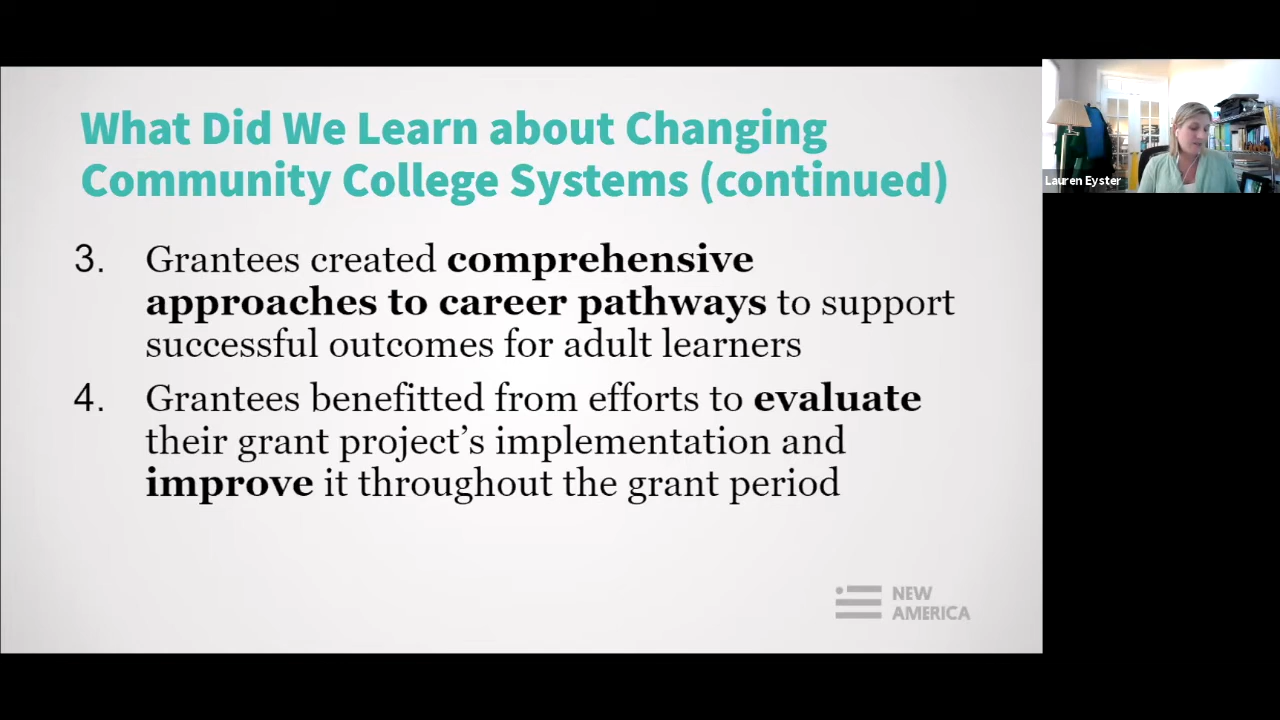 What Did We Learn about Changing
Community College Systems (continued)
3. Grantees created comprehensive
approaches to career pathways to support
successful outcomes for adult learners
4. Grantees benefitted from efforts to evaluate
their grant project’s implementation and
improve it throughout the grant period
NEW
AMERICA
Lauren Eyster